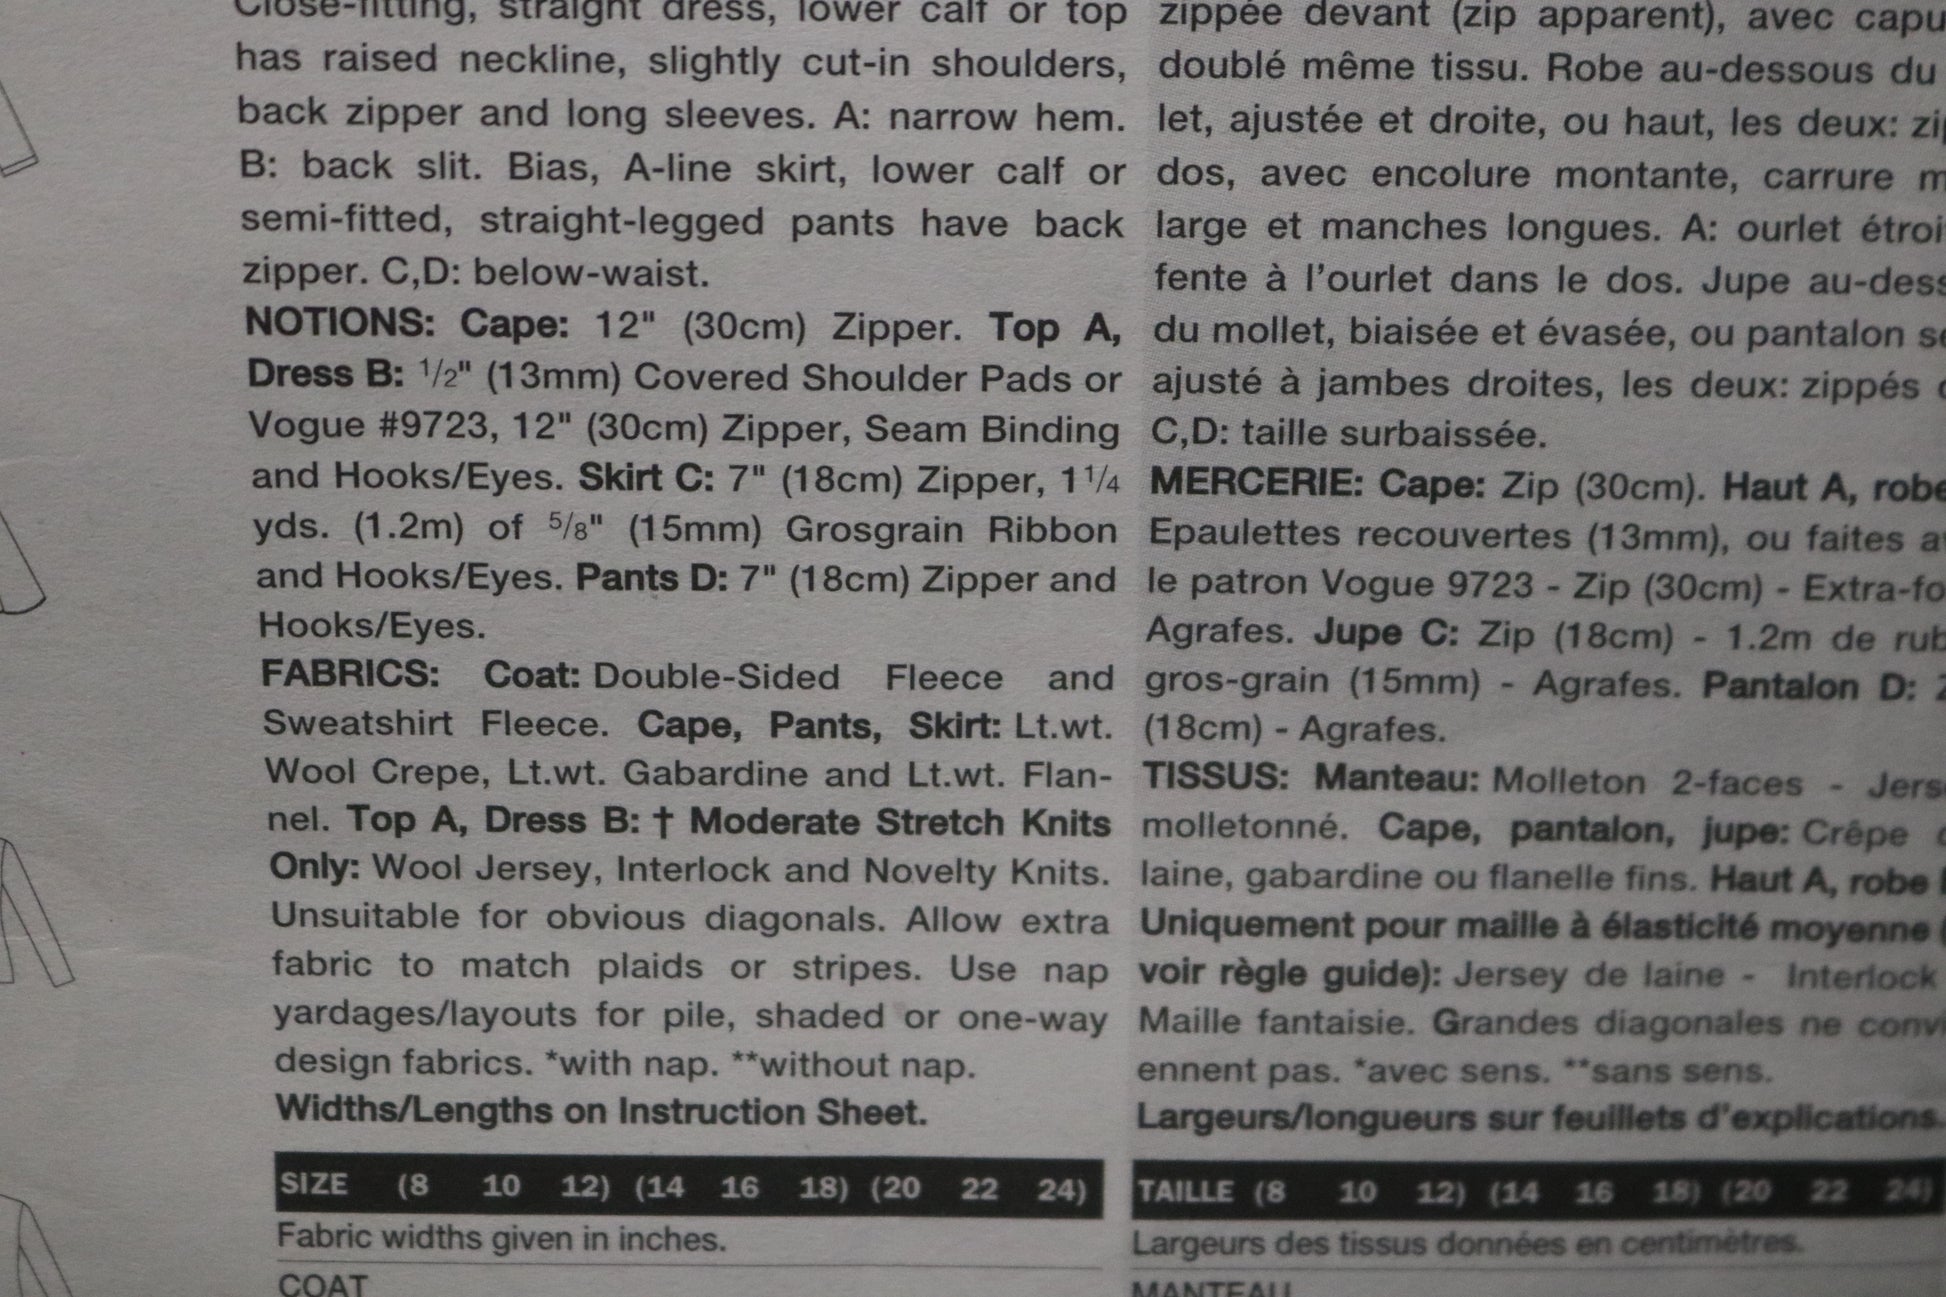 Close-fitting, straight dress, lower calf or top
has raised neckline, slightly cut-in shoulders,
back zipper and long sleeves. A: narrow hem.
B: back slit. Bias, A-line skirt, lower calf or
semi-fitted, straight-legged pants have back
zipper. C,D: below-waist.
NOTIONS: Cape: 12" (30cm) Zipper. Top A,
Dress B: 1/2" (13mm) Covered Shoulder Pads or
Vogue #9723, 12" (30cm) Zipper, Seam Binding
and Hooks/Eyes. Skirt C: 7" (18cm) Zipper, 1 1/4
yds. (1.2m) of 5/8" (15mm) Grosgrain Ribbon
and Hooks/Eyes. Pants D: 7" (18cm) Zipper and
Hooks/Eyes.
FABRICS: Coat: Double-Sided Fleece and
Sweatshirt Fleece. Cape, Pants, Skirt: Lt.wt.
Wool Crepe, Lt.wt. Gabardine and Lt.wt. Flan-
nel. Top A, Dress B: † Moderate Stretch Knits
Only: Wool Jersey, Interlock and Novelty Knits.
Unsuitable for obvious diagonals. Allow extra
fabric to match plaids or stripes. Use nap
yardages/layouts for pile, shaded or one-way
design fabrics. *with nap. **without nap.
Widths/Lengths on Instruction Sheet.
SIZE (8 10 12) (14 16 18) (20 22 24)
Fabric widths given in inches.
COAT
zippée devant (zip apparent), avec capu
doublé même tissu. Robe au-dessous du
let, ajustée et droite, ou haut, les deux: zip
dos, avec encolure montante, carrure m
large et manches longues. A: ourlet étroi
fente à l'ourlet dans le dos. Jupe au-dess
du mollet, biaisée et évasée, ou pantalon se
ajusté à jambes droites, les deux: zippés
C,D: taille surbaissée.
MERCERIE: Cape: Zip (30cm). Haut A, robe
Epaulettes recouvertes (13mm), ou faites av
le patron Vogue 9723 - Zip (30cm) - Extra-fo
Agrafes. Jupe C: Zip (18cm) - 1.2m de rub
gros-grain (15mm) - Agrafes. Pantalon D:
(18cm) - Agrafes.
TISSUS: Manteau: Molleton 2-faces - Jerse
molletonné. Cape, pantalon, jupe: Crêpe
laine, gabardine ou flanelle fins. Haut A, robe
Uniquement pour maille à élasticité moyenne (
voir règle guide): Jersey de laine - Interlock
Maille fantaisie. Grandes diagonales ne convi
ennent pas. *avec sens. **sans sens.
Largeurs/longueurs sur feuillets d'explications.
TAILLE (8 10 12) (14 16 18) (20 22 24)
Largeurs des tissus données en centimètres.
MANTEAU